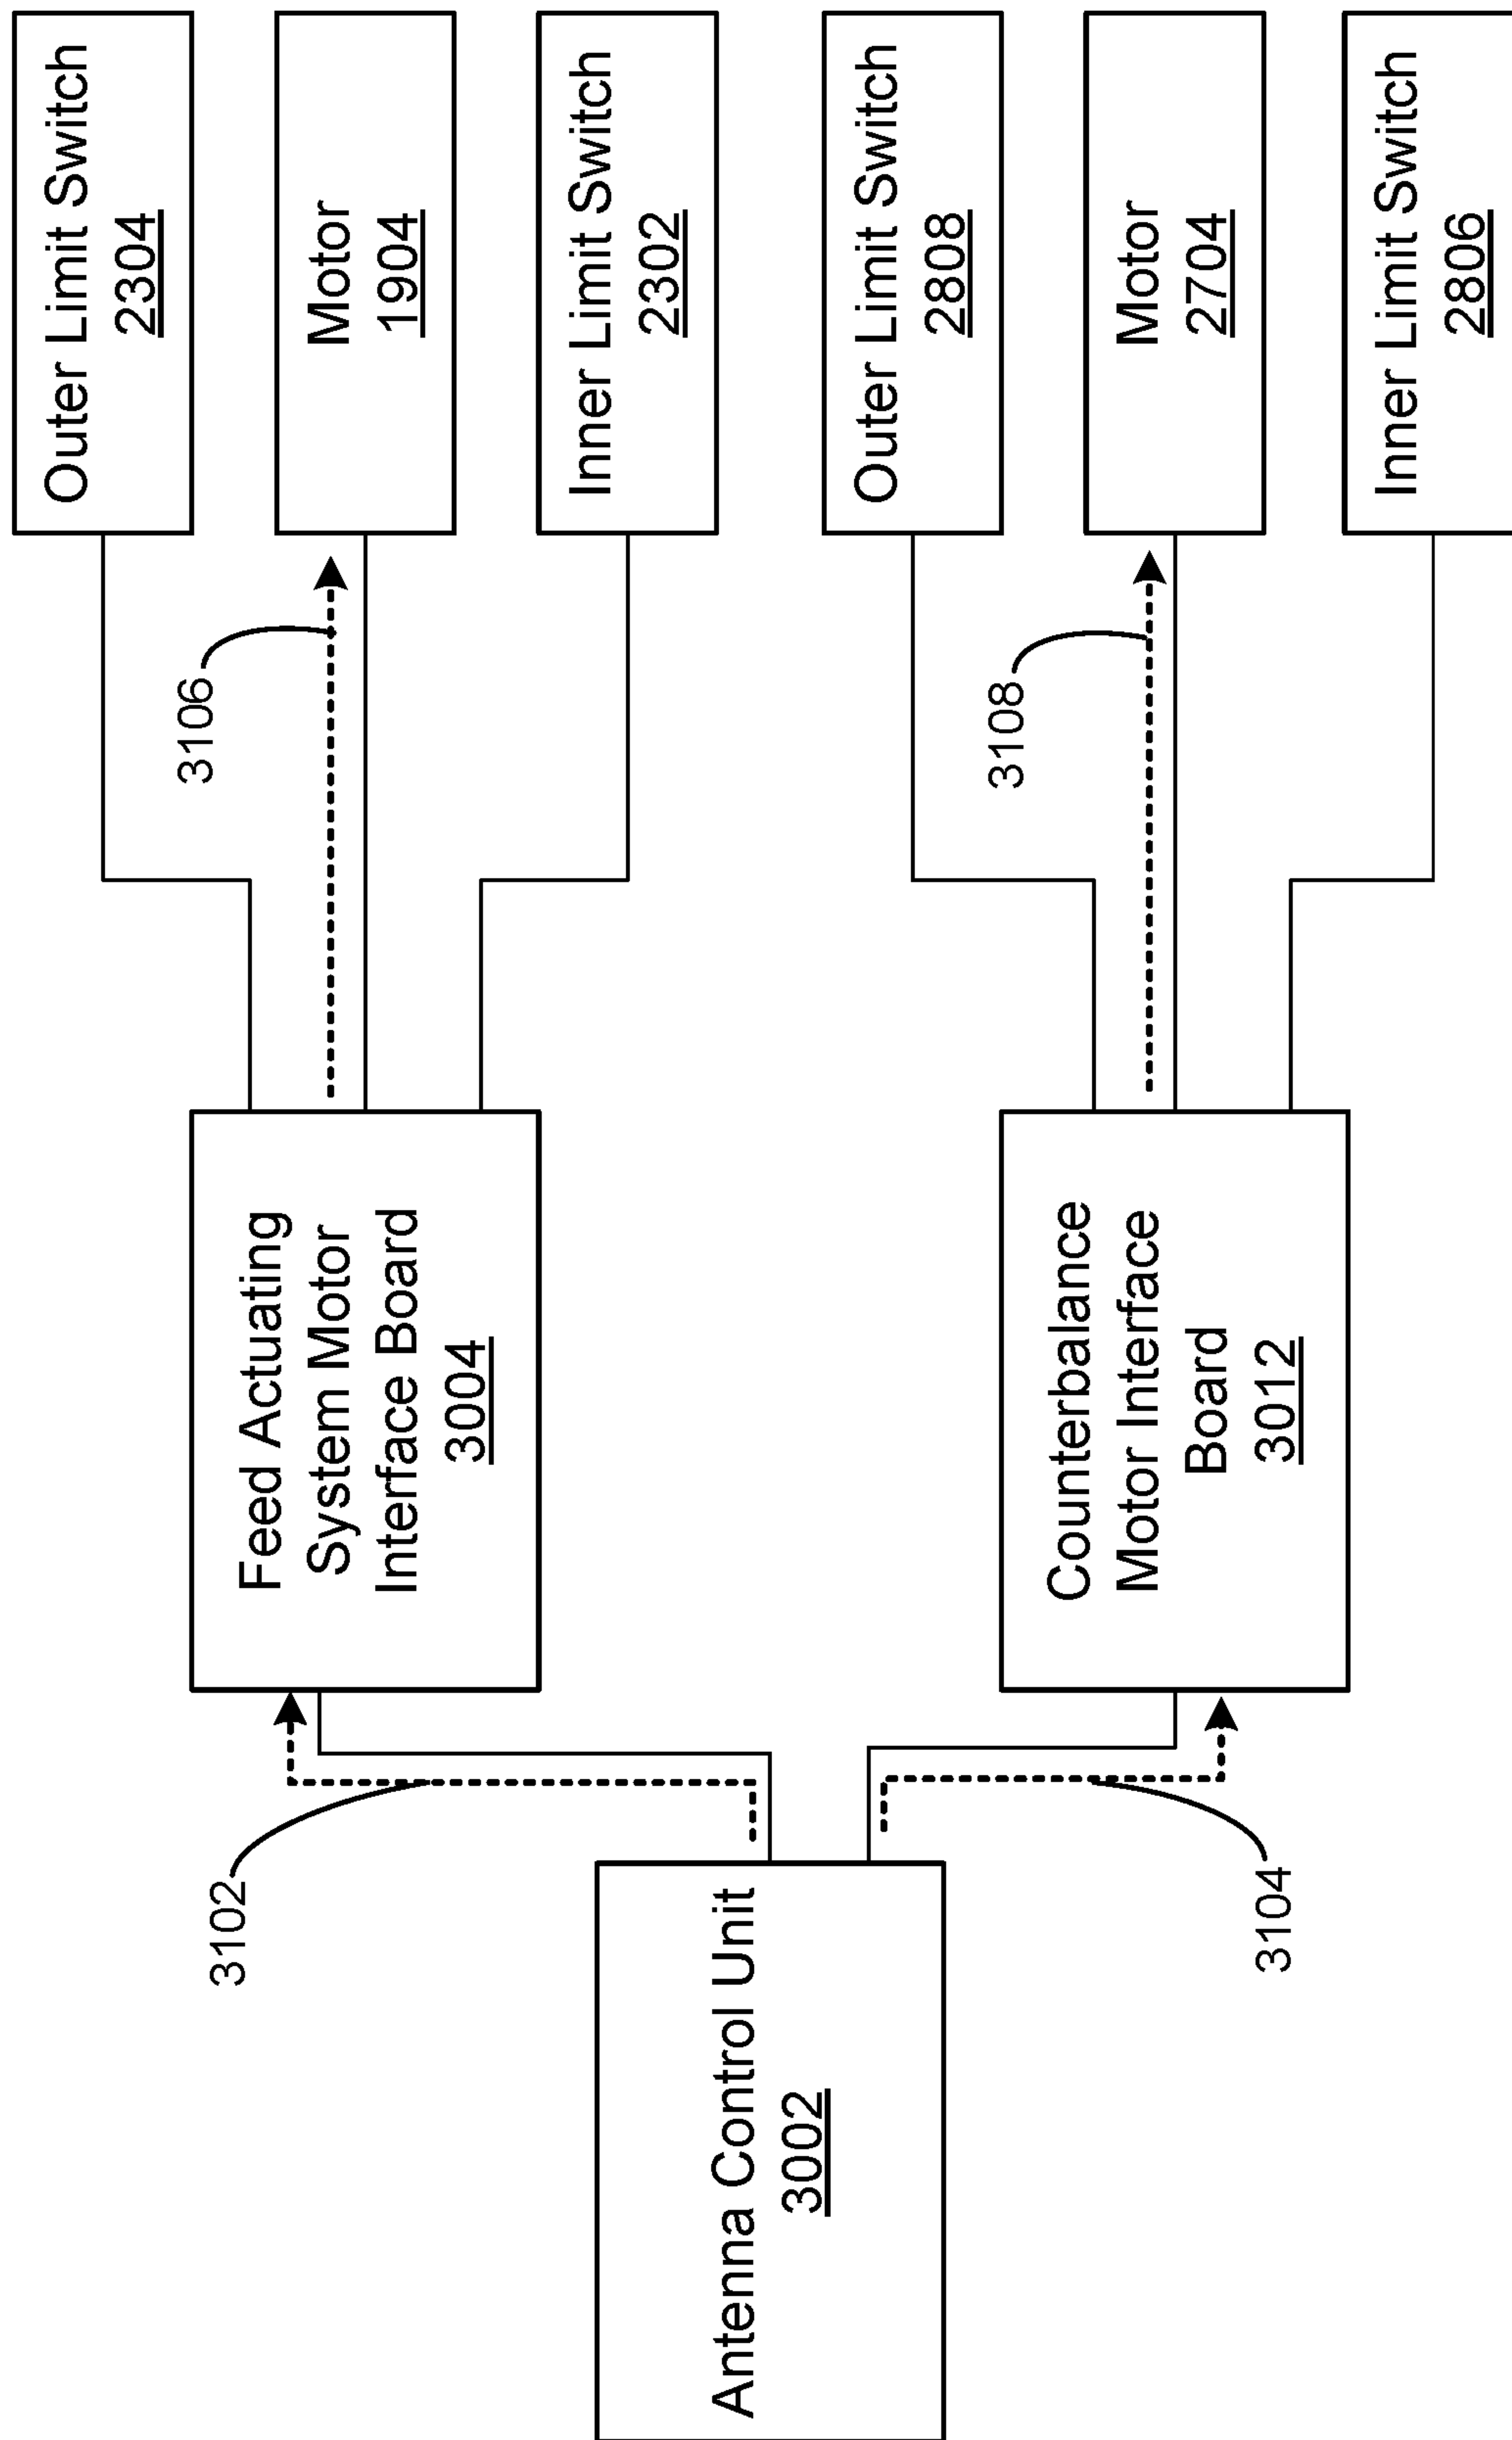 Antenna Control Unit
3002
3102
3104
Feed Actuating
System Motor
Interface Board
3004
Counterbalance
Motor Interface
Board
3012
3106
3108
Outer Limit Switch
2304
Motor
1904
Inner Limit Switch
2302
Outer Limit Switch
2808
Motor
2704
Inner Limit Switch
2806